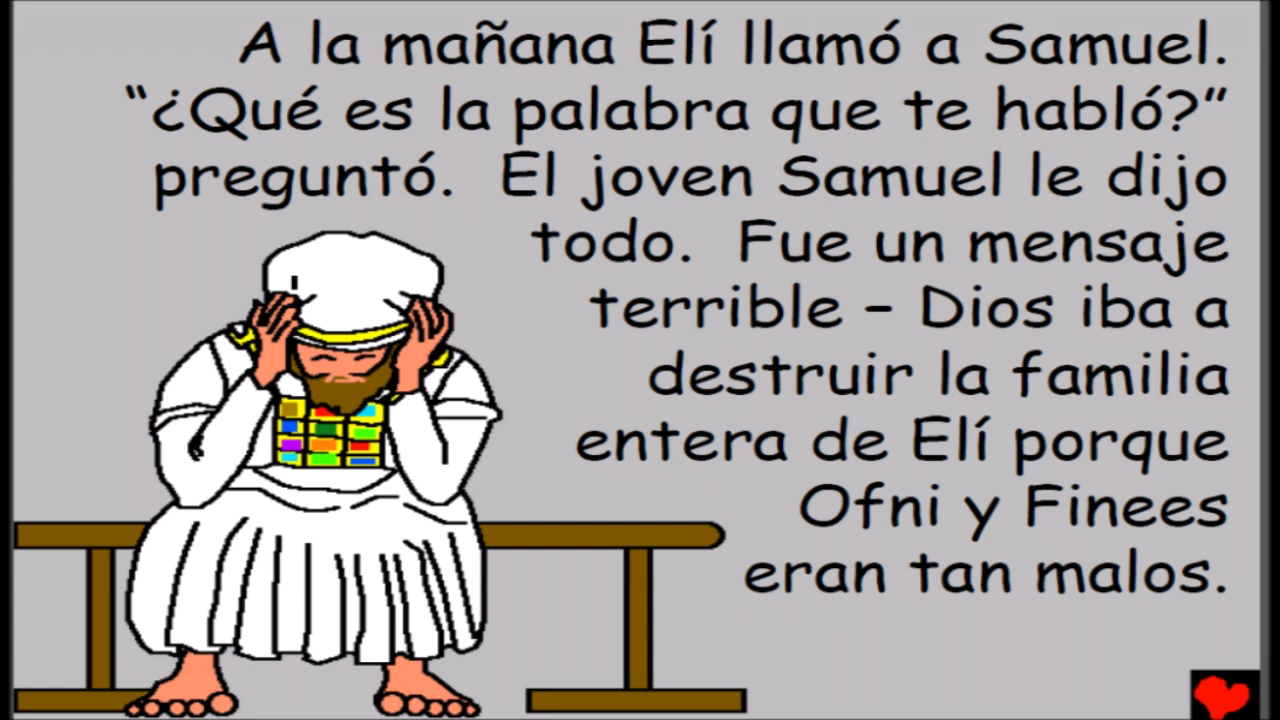 A la mañana Elí llamó a Samuel.
“¿Qué es la palabra que te habló?”
preguntó.  El joven Samuel le dijo
todo.  Fue un mensaje
terrible – Dios iba a
destruir la familia
entera de Elí porque
Ofni y Finees
eran tan malos.